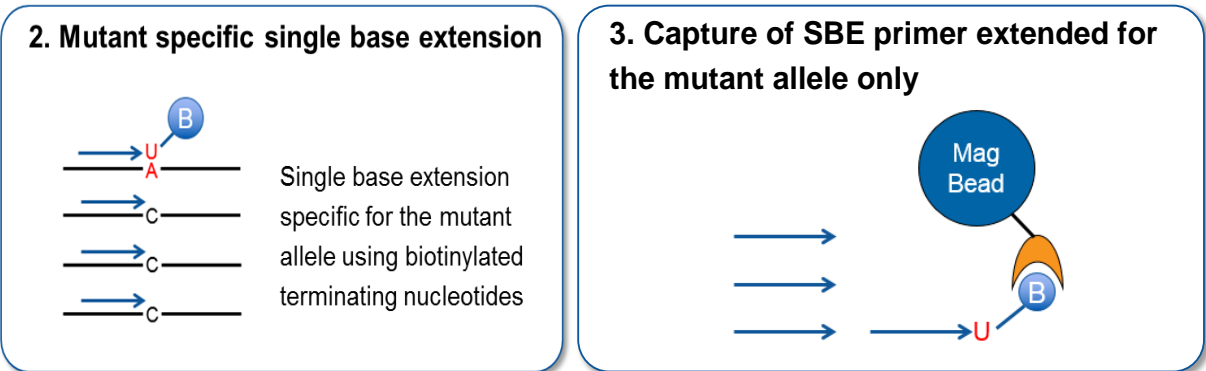 2. Mutant specific single base extension
B
U
A
C
C
C
Single base extension
specific for the mutant
allele using biotinylated
terminating nucleotides
3. Capture of SBE primer extended for
the mutant allele only
Mag
Bead
B
U